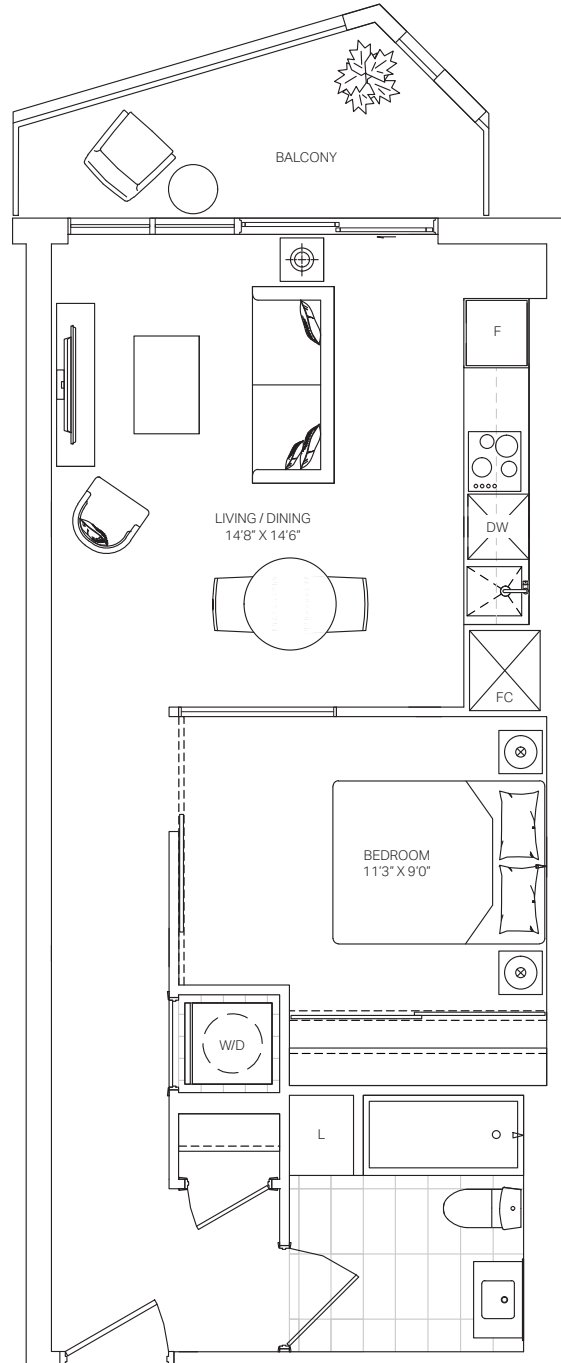 BALCONY
F
LIVING / DINING
14'8" X 14'6"
DW
FC
BEDROOM
11'3" X 9'0"
W/D
L